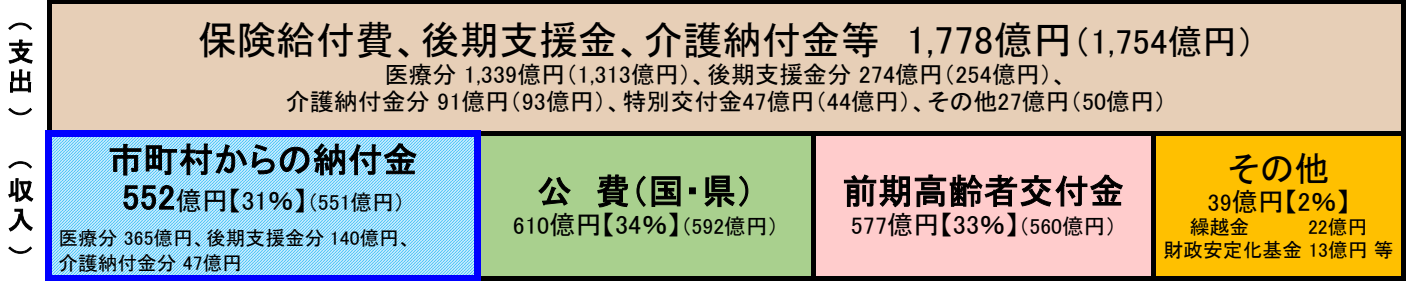 （支出）
保険給付費、後期支援金、介護納付金等　1,778億円（1,754億円）
医療分 1,339億円（1,313億円）、後期支援金分 274億円（254億円）、
介護納付金分 91億円（93億円）、特別交付金47億円（44億円）、その他27億円（50億円）
（収入）
市町村からの納付金
552億円【31%】（551億円）
医療分 365億円、後期支援金分 140億円、
介護納付金分 47億円
公　費（国・県）
610億円【34%】（592億円）
前期高齢者交付金
577億円【33%】（560億円）
その他
39億円【2%】
繰越金　　　22億円
財政安定化基金 13億円 等